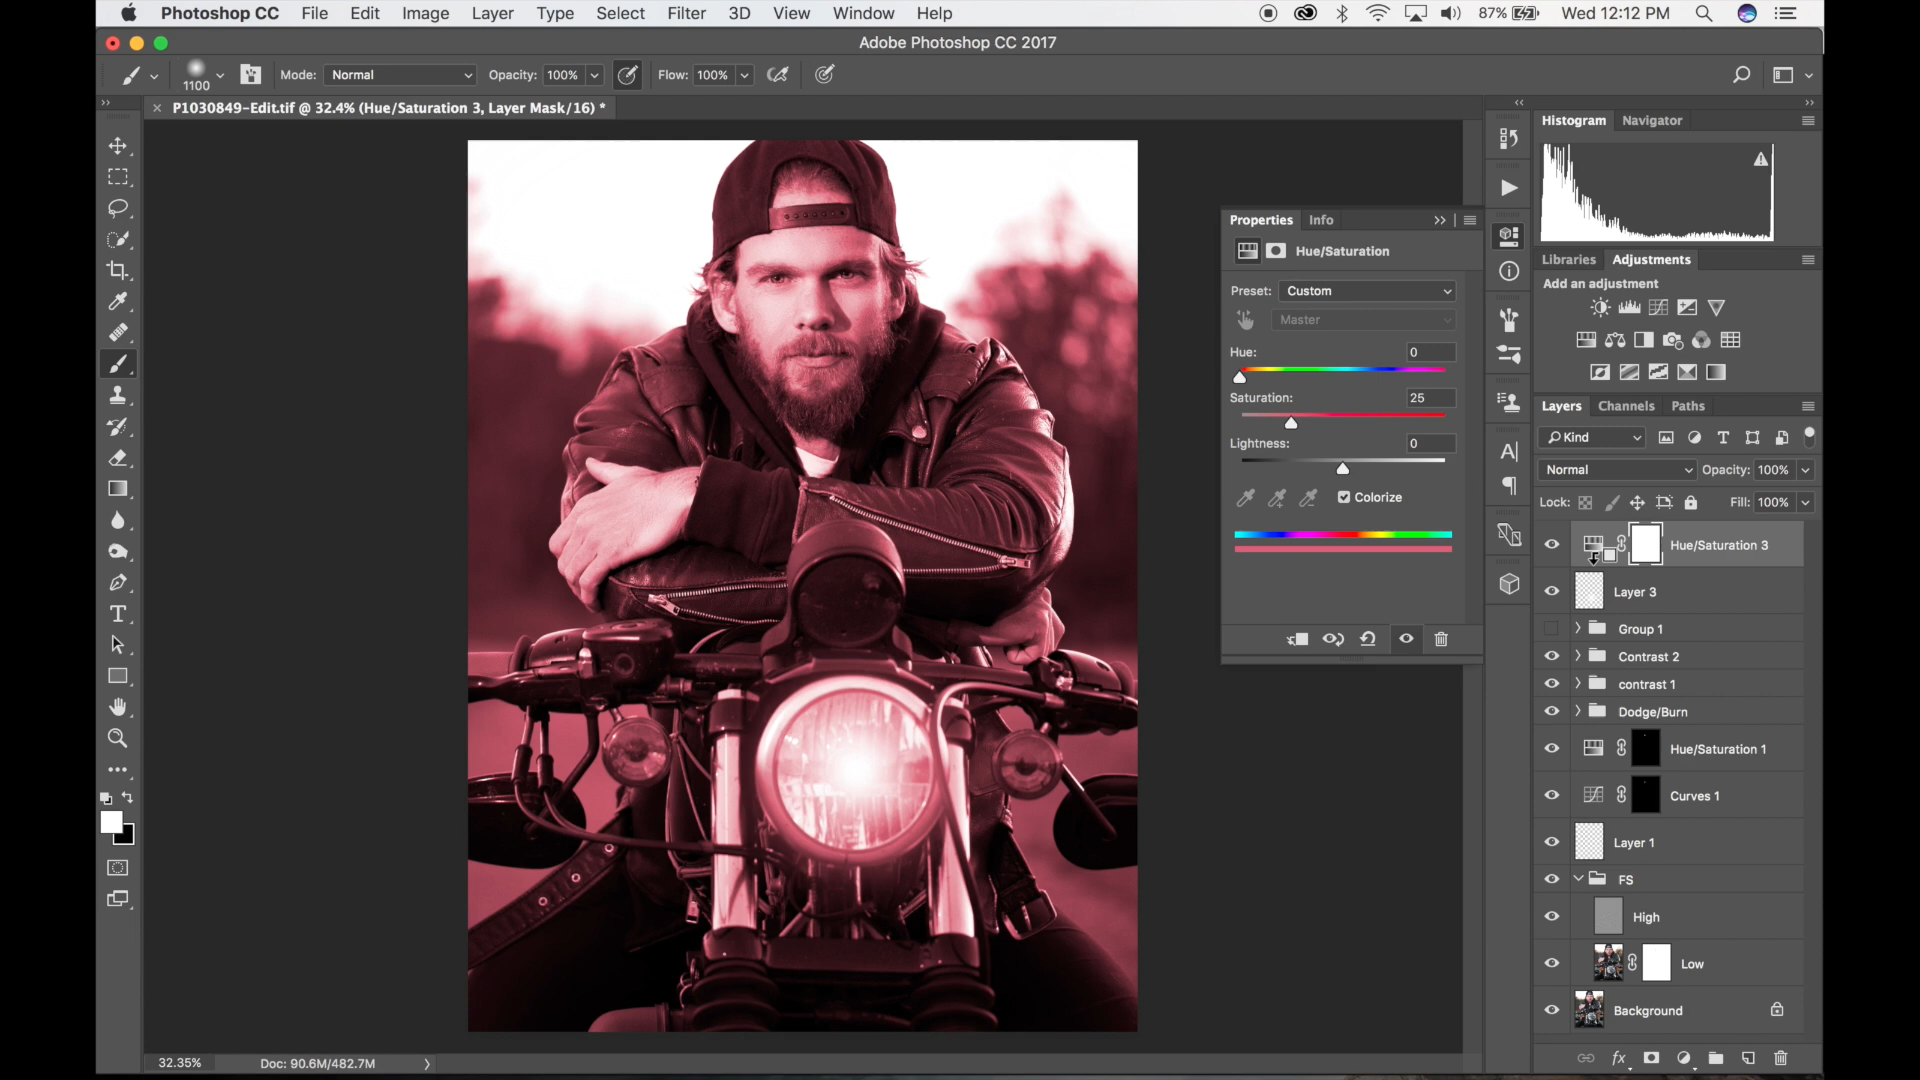 Photoshop CC File Edit Image Layer Type Select Filter 3D View Window Help 87% Wed 12:12 PM
Adobe Photoshop CC 2017
1100 Mode: Normal Opacity: 100% Flow: 100%
P1030849-Edit.tif @ 32.4% (Hue/Saturation 3, Layer Mask/16) *
Histogram Navigator
Properties Info
Hue/Saturation
Preset: Custom
Master
Hue: 0
Saturation: 25
Lightness: 0
Colorize
Libraries Adjustments
Add an adjustment
Layers Channels Paths
Kind
Normal Opacity: 100%
Lock: Fill: 100%
Hue/Saturation 3
Layer 3
Group 1
Contrast 2
contrast 1
Dodge/Burn
Hue/Saturation 1
Curves 1
Layer 1
FS
High
Low
Background
fx
32.35% Doc: 90.6M/482.7M